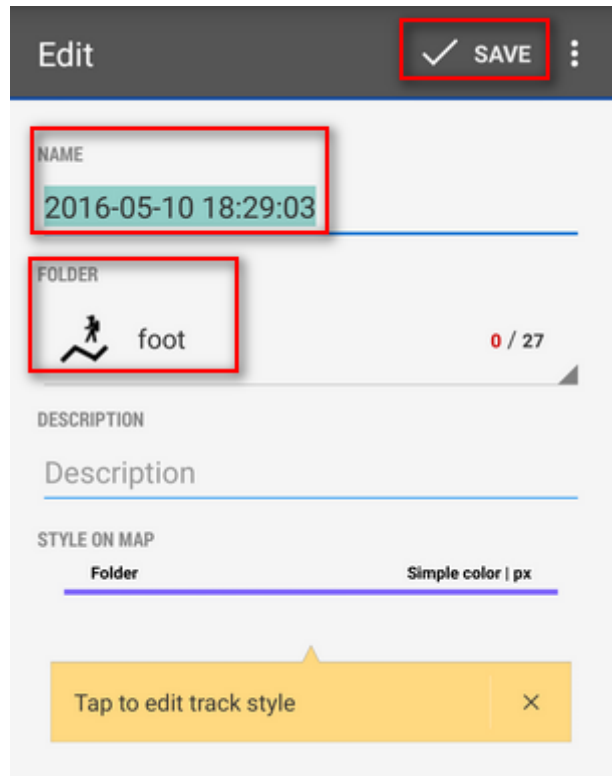 Edit
SAVE
NAME
2016-05-10 18:29:03
FOLDER
foot
0 / 27
DESCRIPTION
Description
STYLE ON MAP
Folder
Simple color | px
Tap to edit track style